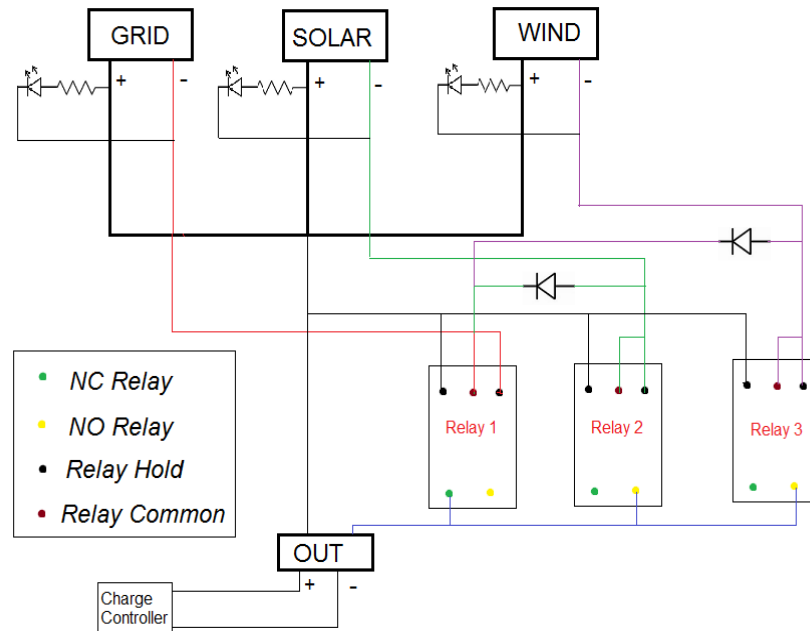 GRID
SOLAR
WIND
+ -
+ -
+ -
NC Relay
NO Relay
Relay Hold
Relay Common
Relay 1
Relay 2
Relay 3
OUT
+ -
Charge
Controller